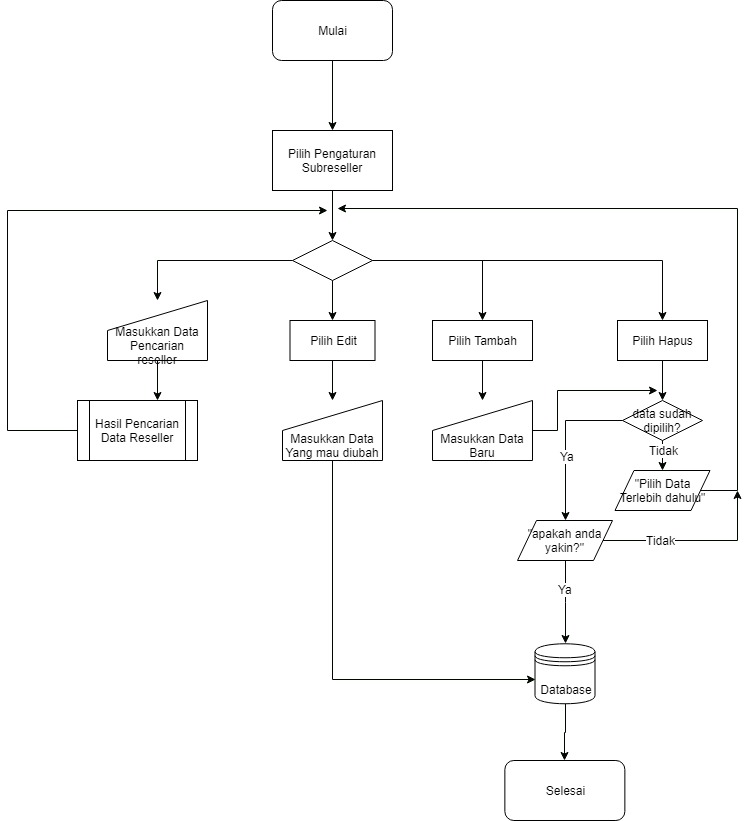 Mulai
Pilih Pengaturan
Subreseller
Masukkan Data
Pencarian
reseller
Pilih Edit
Pilih Tambah
Pilih Hapus
Hasil Pencarian
Data Reseller
Masukkan Data
Yang mau diubah
Masukkan Data
Baru
data sudah
dipilih?
Ya
Tidak
"Pilih Data
Terlebih dahulu"
"apakah anda
yakin?"
Tidak
Ya
Database
Selesai